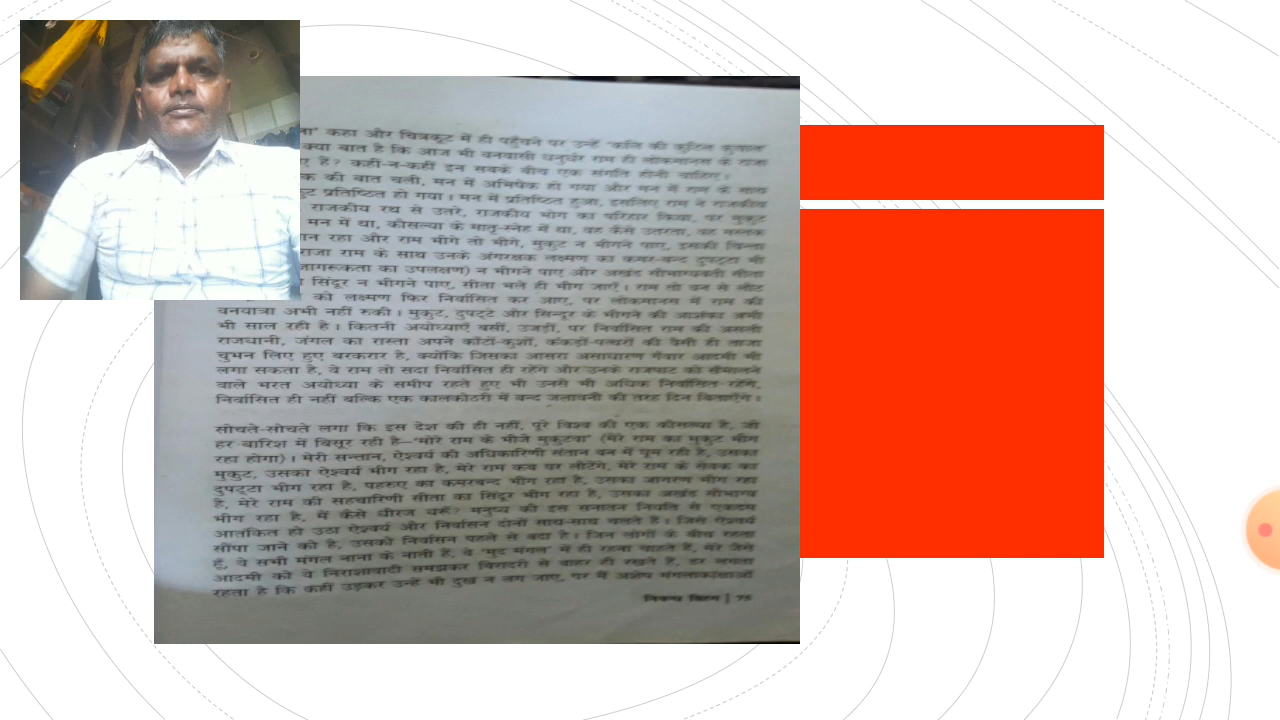 ना' कहा और चित्रकूट में ही पहुँचने पर उन्हें 'कलि की कुटिल कुचाल'
क्या बात है कि आज भी वनवासी धनुर्धर राम ही लोकमानस के राजा
ए हैं? कहीं-न-कहीं इन सबके बीच एक संगति होनी चाहिए।
क की बात चली, मन में अभिषेक हो गया और मन में राम के साथ
कुट प्रतिष्ठित हो गया। मन में प्रतिष्ठित हुआ, इसलिए राम ने राजकीय
राजकीय रथ से उतरे, राजकीय भोग का परिहार किया, पर मुकुट
मन में था, कौसल्या के मातृ-स्नेह में था, वह कैसे उतरता, वह मस्तक
ान रहा और राम भीगें तो भीगें, मुकुट न भीगने पाए, इसकी चिन्ता
राजा राम के साथ उनके अंगरक्षक लक्ष्मण का कमर-बन्द दुपट्टा भी
जागरूकता का उपलक्षण) न भीगने पाए और अखंड सौभाग्यवती सीता
सिंदूर न भीगने पाए, सीता भले ही भीग जाएँ। राम तो वन से लौट
को लक्ष्मण फिर निर्वासित कर आए, पर लोकमानस में राम की
वनयात्रा अभी नहीं रुकी। मुकुट, दुपट्टे और सिन्दूर के भीगने की आशंका अभी
भी साल रही है। कितनी अयोध्याएँ बसीं, उजड़ीं, पर निर्वासित राम की असली
राजधानी, जंगल का रास्ता अपने काँटों-कुशों, कंकड़ों-पत्थरों की वैसी ही ताजा
चुभन लिए हुए बरकरार है, क्योंकि जिसका आसरा असाधारण गँवार आदमी भी
लगा सकता है, वे राम तो सदा निर्वासित ही रहेंगे और उनके राजपाट को सँभालने
वाले भरत अयोध्या के समीप रहते हुए भी उनसे भी अधिक निर्वासित रहेंगे,
निर्वासित ही नहीं बल्कि एक कालकोठरी में बन्द जलावनी की तरह दिन बिताएँगे।
सोचते-सोचते लगा कि इस देश की ही नहीं, पूरे विश्व की एक कौसल्या है, जो
हर बारिश में बिसूर रही है—'मोरे राम के भीजे मुकुटवा' (मेरे राम का मुकुट भीग
रहा होगा)। मेरी सन्तान, ऐश्वर्य की अधिकारिणी संतान वन में घूम रही है, उसका
मुकुट, उसका ऐश्वर्य भीग रहा है, मेरे राम कब घर लौटेंगे, मेरे राम के सेवक का
दुपट्टा भीग रहा है, पहरुए का कमरबन्द भीग रहा है, उसका जागरण भीग रहा
है, मेरे राम की सहचारिणी सीता का सिंदूर भीग रहा है, उसका अखंड सौभाग्य
भीग रहा है, मैं कैसे धीरज धरूँ? मनुष्य की इस सनातन नियति से एकदम
आतंकित हो उठा ऐश्वर्य और निर्वासन दोनों साथ-साथ चलते हैं। जिसे ऐश्वर्य
सौंपा जाने को है, उसको निर्वासन पहले से बदा है। जिन लोगों के बीच रहता
हूँ, वे सभी मंगल नाना के नाती हैं, वे 'मुद मंगल' में ही रहना चाहते हैं, मेरे जैसे
आदमी को वे निराशावादी समझकर बिरादरी से बाहर ही रखते हैं, डर लगता
रहता है कि कहीं उड़कर उन्हें भी दुख न लग जाए, पर मैं अशेष मंगलाकांक्षाओं
75